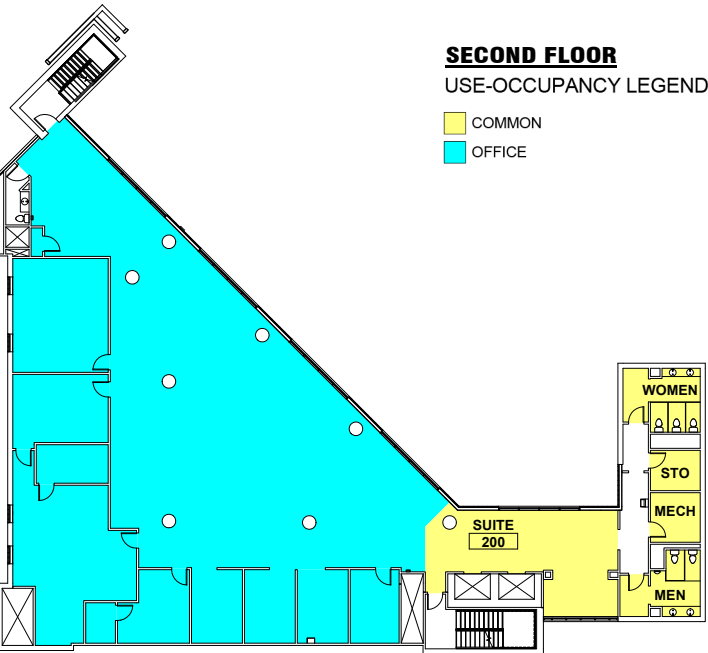 SECOND FLOOR
USE-OCCUPANCY LEGEND
COMMON
OFFICE
WOMEN
STO
MECH
SUITE
200
MEN